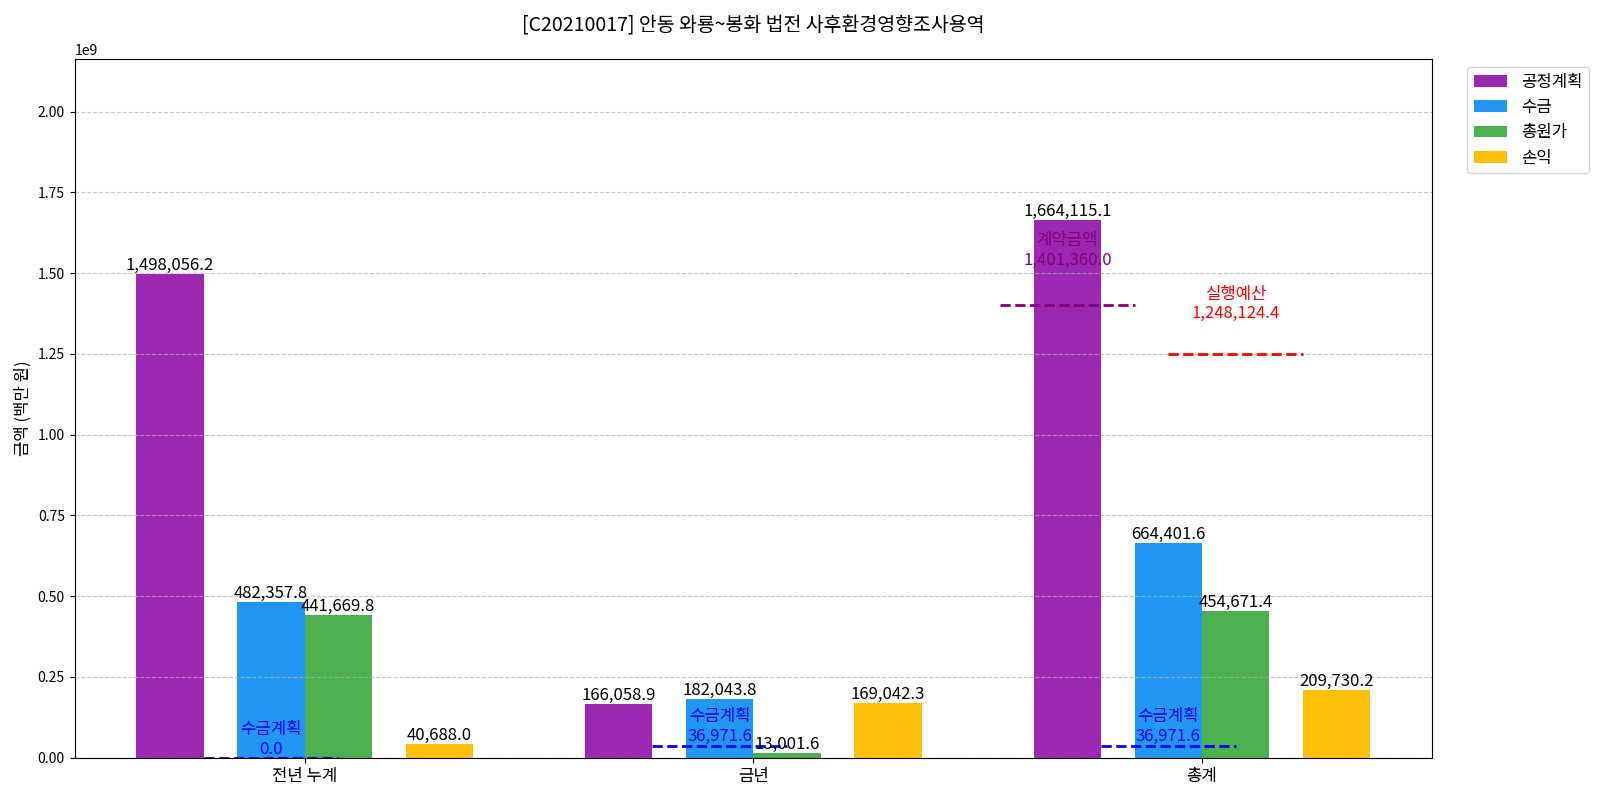 [C20210017] 안동 와룡~봉화 법전 사후환경영향조사용역
1e9
금액 (백만 원)
2.00
1.75
1.50
1.25
1.00
0.75
0.50
0.25
0.00
1,498,056.2
482,357.8
441,669.8
수금계획
0.0
40,688.0
166,058.9
182,043.8
수금계획
36,971.6
13,001.6
169,042.3
1,664,115.1
계약금액
1,401,360.0
실행예산
1,248,124.4
664,401.6
454,671.4
수금계획
36,971.6
209,730.2
전년 누계
금년
총계
공정계획
수금
총원가
손익